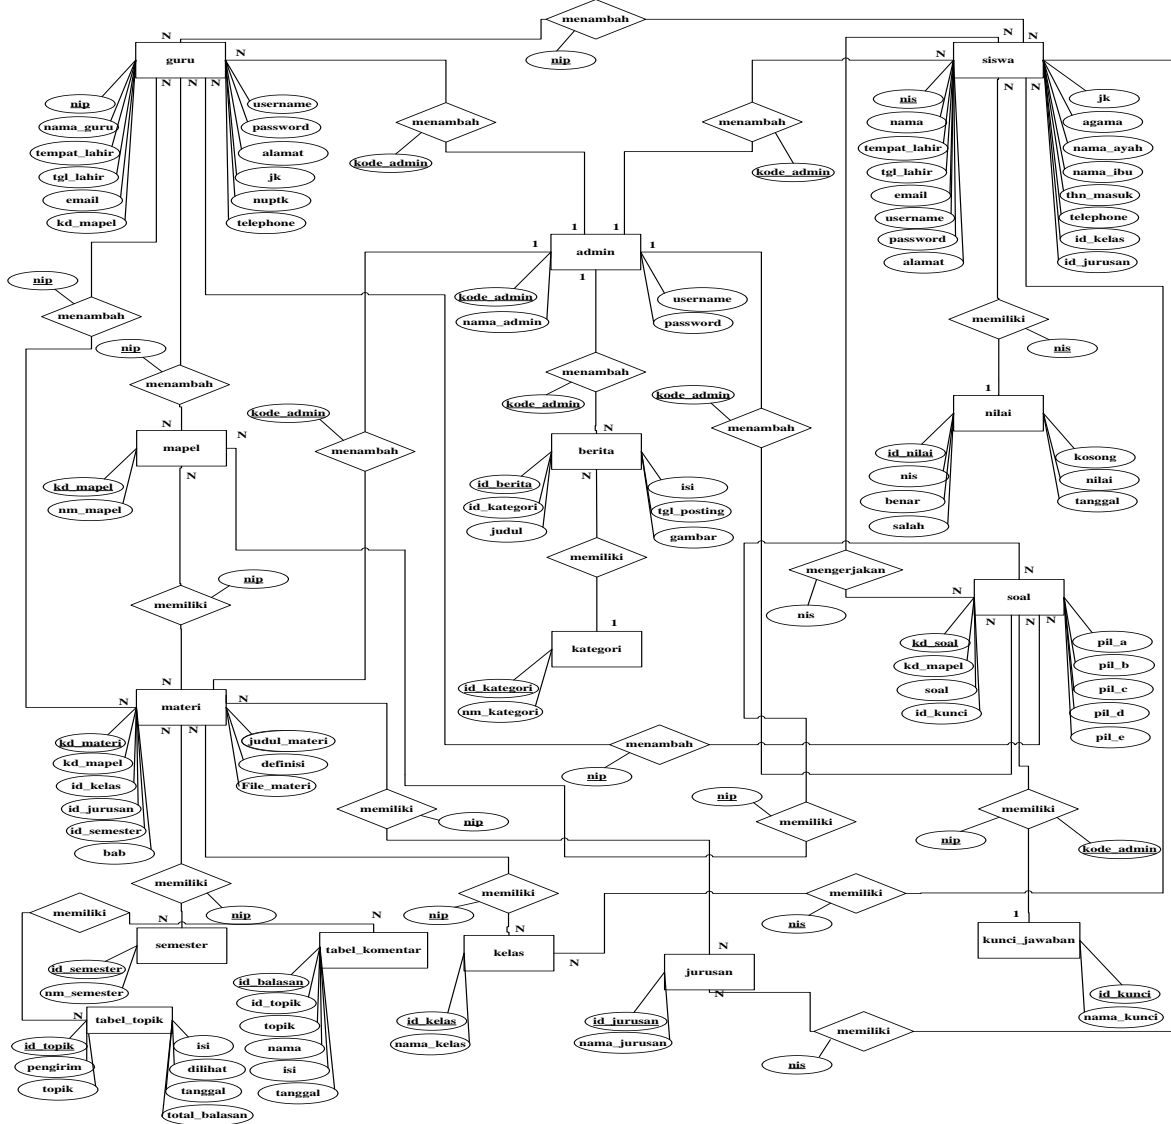 menambah
nip
N
N
N
N
guru
N
N
N
N
siswa
N
N
N
nip
nama_guru
tempat_lahir
tgl_lahir
email
kd_mapel
username
password
alamat
jk
nuptk
telephone
menambah
kode_admin
menambah
kode_admin
nis
nama
tempat_lahir
tgl_lahir
email
username
password
alamat
jk
agama
nama_ayah
nama_ibu
thn_masuk
telephone
id_kelas
id_jurusan
1
1
1
1
admin
1
kode_admin
nama_admin
username
password
nip
menambah
nip
menambah
memiliki
nis
menambah
kode_admin
kode_admin
menambah
kode_admin
menambah
1
nilai
id_nilai
nis
benar
salah
kosong
nilai
tanggal
N
N
mapel
N
kd_mapel
nm_mapel
N
berita
N
id_berita
id_kategori
judul
isi
tgl_posting
gambar
memiliki
nip
memiliki
mengerjakan
nis
N
N
soal
N
N
N
kd_soal
kd_mapel
soal
id_kunci
pil_a
pil_b
pil_c
pil_d
pil_e
1
kategori
id_kategori
nm_kategori
N
N
N
N
materi
N
N
kd_materi
kd_mapel
id_kelas
id_jurusan
id_semester
bab
judul_materi
definisi
File_materi
menambah
nip
memiliki
nip
nip
memiliki
memiliki
nip
kode_admin
memiliki
nip
memiliki
nip
memiliki
nis
memiliki
N
semester
id_semester
nm_semester
N
tabel_komentar
id_balasan
id_topik
topik
nama
isi
tanggal
N
kelas
N
id_kelas
nama_kelas
N
jurusan
N
id_jurusan
nama_jurusan
1
kunci_jawaban
id_kunci
nama_kunci
N
tabel_topik
id_topik
pengirim
topik
isi
dilihat
tanggal
total_balasan
memiliki
nis